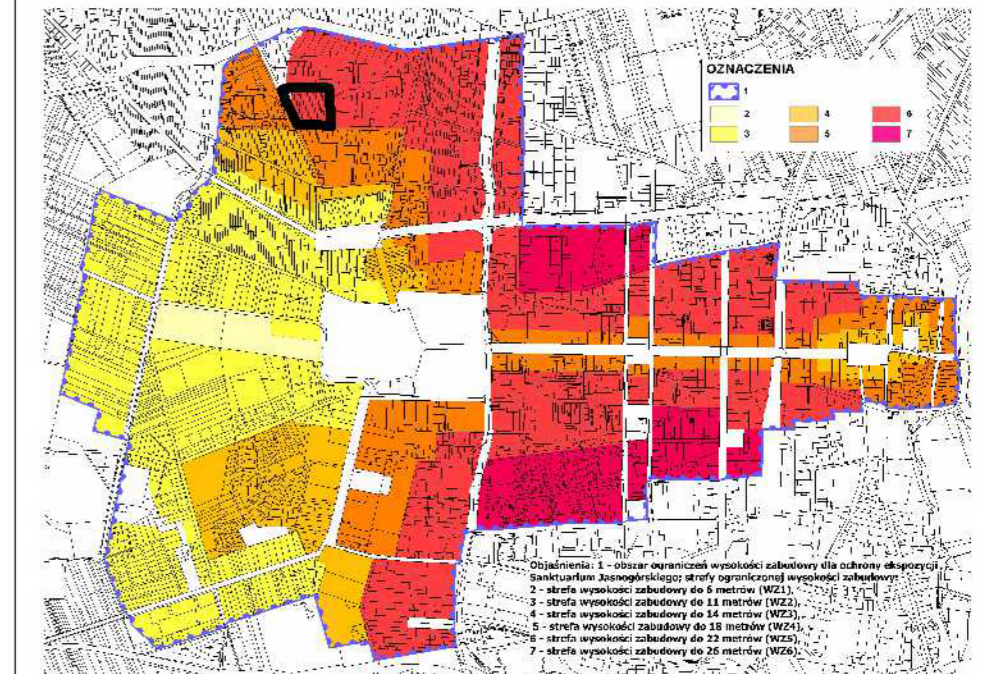 OZNACZENIA
1
2 4 6
3 5 7
Objaśnienia: 1 - obszar ograniczeń wysokości zabudowy dla ochrony ekspozycji
Sanktuarium Jasnogórskiego; strefy ograniczonej wysokości zabudowy:
2 - strefa wysokości zabudowy do 6 metrów (WZ1),
3 - strefa wysokości zabudowy do 11 metrów (WZ2),
4 - strefa wysokości zabudowy do 14 metrów (WZ3),
5 - strefa wysokości zabudowy do 18 metrów (WZ4),
6 - strefa wysokości zabudowy do 22 metrów (WZ5),
7 - strefa wysokości zabudowy do 26 metrów (WZ6).